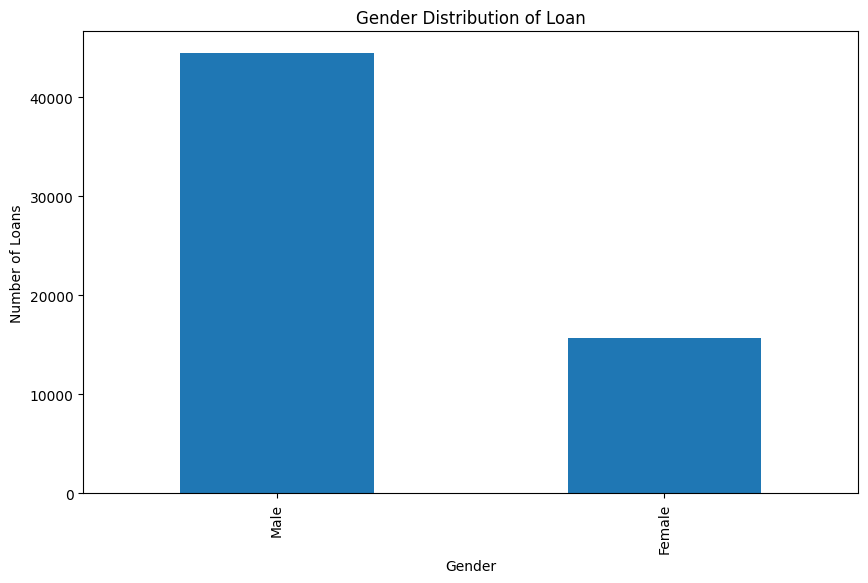 Gender Distribution of Loan
Number of Loans
40000
30000
20000
10000
0
Male
Female
Gender